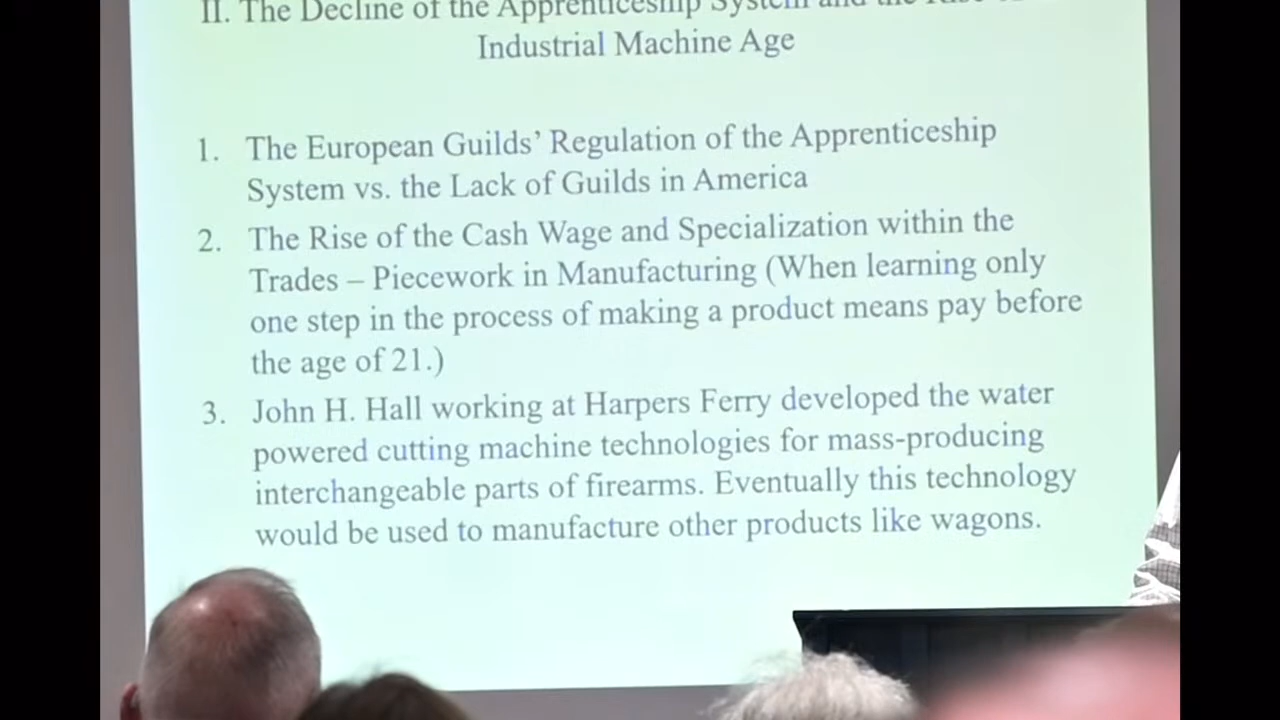 II. The Decline of the Apprenticeship System and the Rise of
Industrial Machine Age
1. The European Guilds' Regulation of the Apprenticeship
System vs. the Lack of Guilds in America
2. The Rise of the Cash Wage and Specialization within the
Trades – Piecework in Manufacturing (When learning only
one step in the process of making a product means pay before
the age of 21.)
3. John H. Hall working at Harpers Ferry developed the water
powered cutting machine technologies for mass-producing
interchangeable parts of firearms. Eventually this technology
would be used to manufacture other products like wagons.